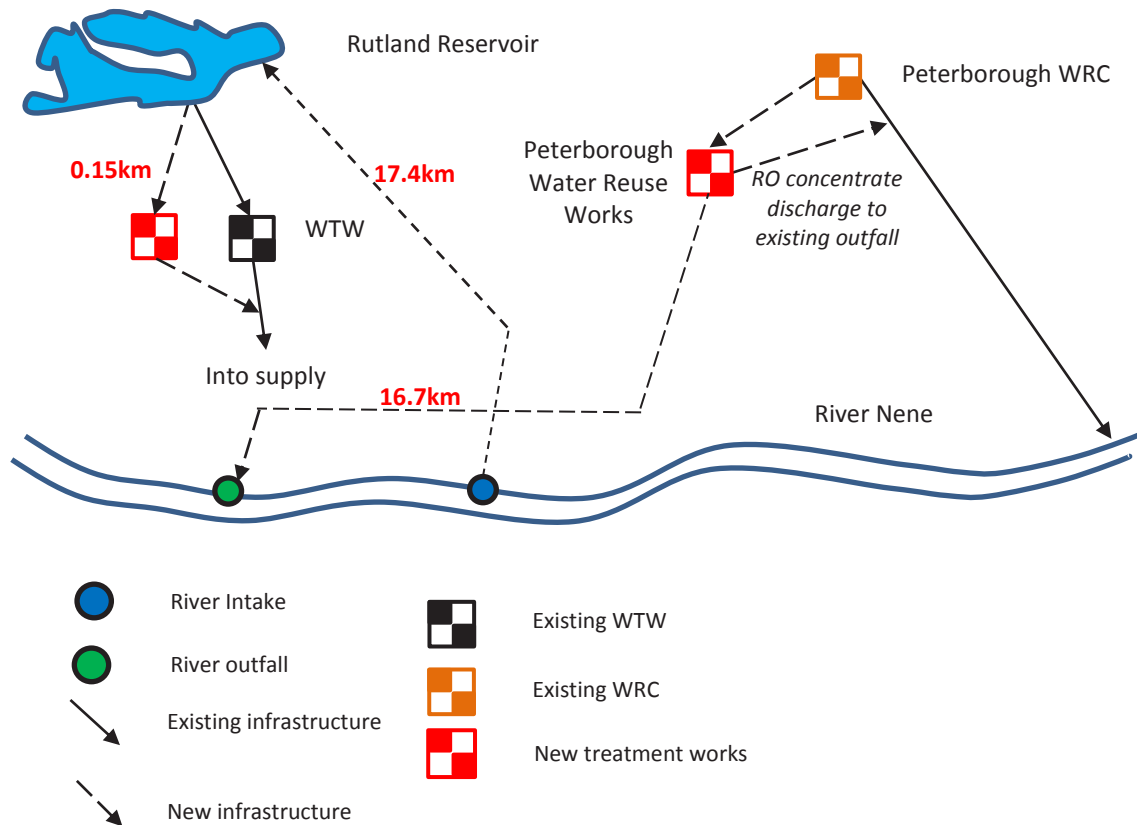 Rutland Reservoir
Peterborough WRC
0.15km
17.4km
Peterborough
Water Reuse
Works
RO concentrate
discharge to
existing outfall
WTW
Into supply
16.7km
River Nene
River Intake
Existing WTW
River outfall
Existing WRC
Existing infrastructure
New treatment works
New infrastructure